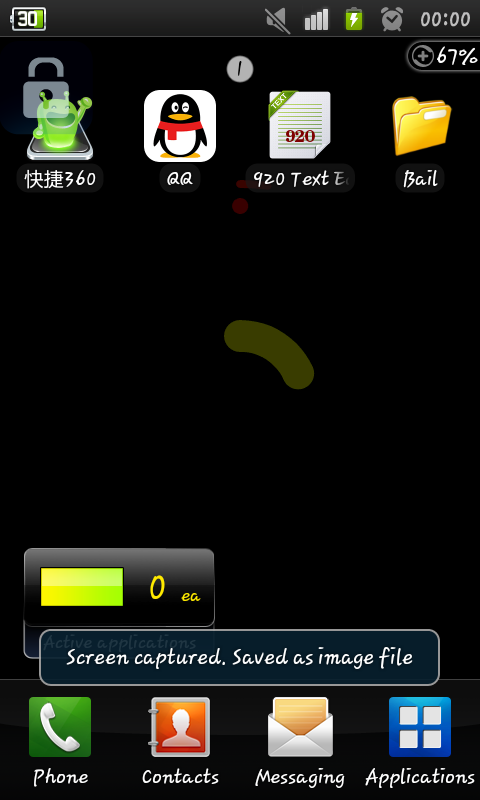 30
00:00
67%
1
TEXT
920
快捷360
QQ
920 Text E
Bail
0 ea
Active applications
Screen captured. Saved as image file
Phone
Contacts
Messaging
Applications